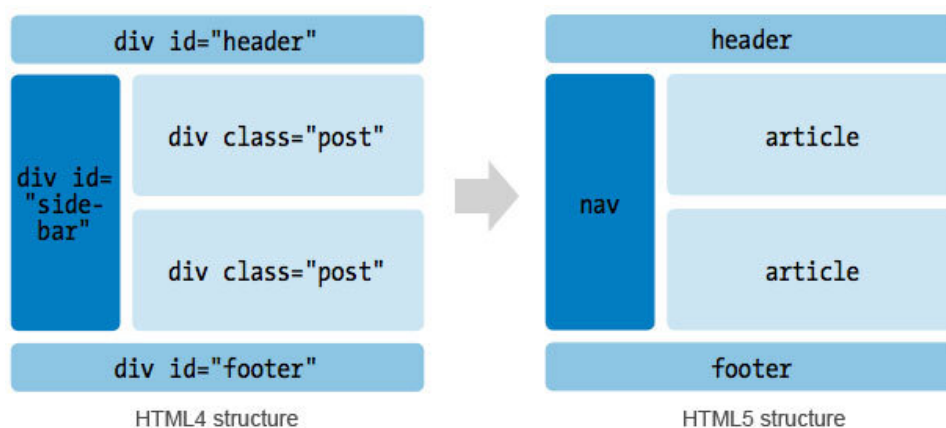 div id="header"
div class="post"
div id=
"side-
bar"
div class="post"
div id="footer"
HTML4 structure
header
article
nav
article
footer
HTML5 structure